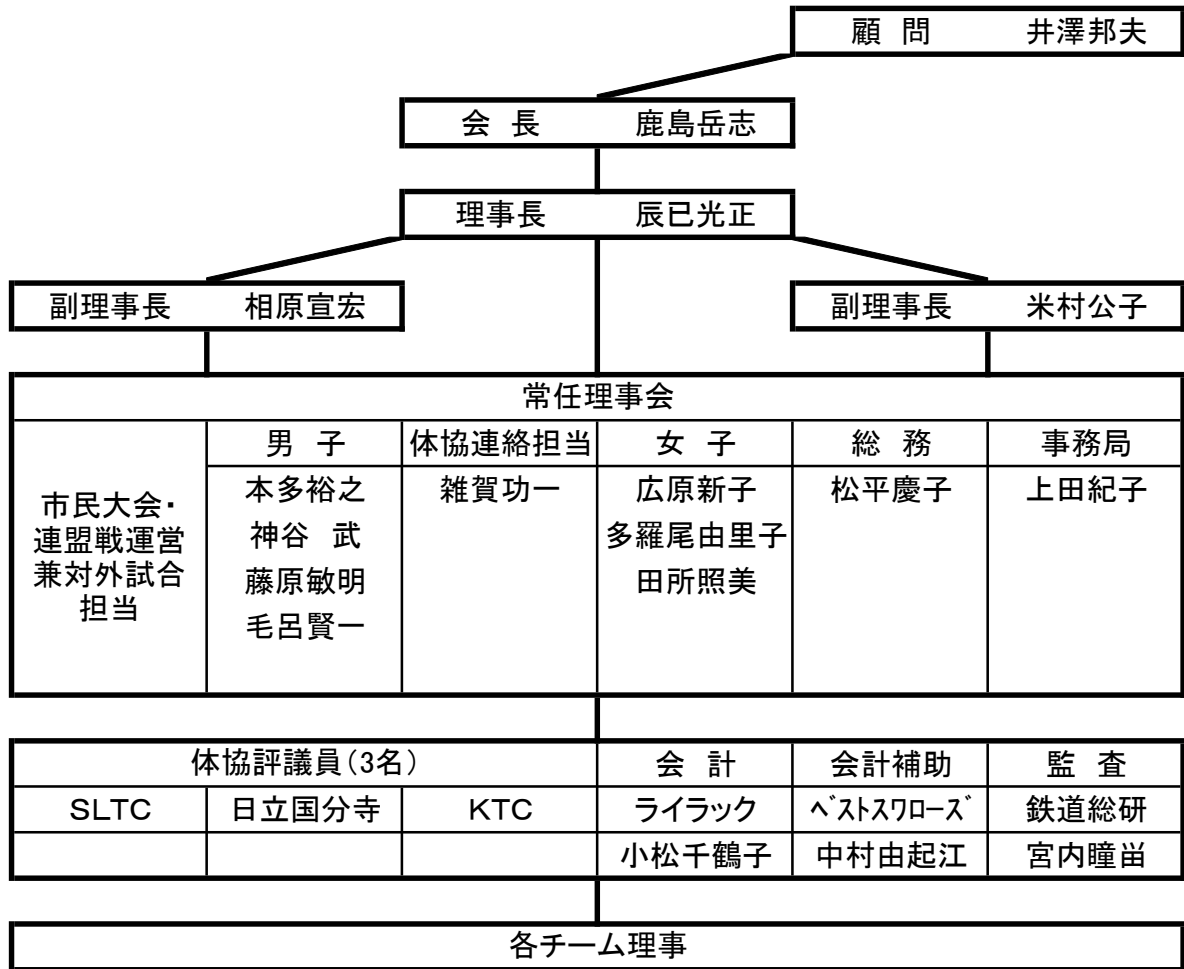 顧 問 井澤邦夫
会 長 鹿島岳志
理事長 辰已光正
副理事長 相原宣宏 副理事長 米村公子
常任理事会
男 子 体協連絡担当 女 子 総 務 事務局
市民大会・
連盟戦運営
兼対外試合
担当
本多裕之 雑賀功一 広原新子 松平慶子 上田紀子
神谷 武 多羅尾由里子
藤原敏明 田所照美
毛呂賢一
体協評議員(3名) 会 計 会計補助 監 査
SLTC 日立国分寺 KTC ライラック ベストスワローズ 鉄道総研
小松千鶴子 中村由起江 宮内瞳畄
各チーム理事